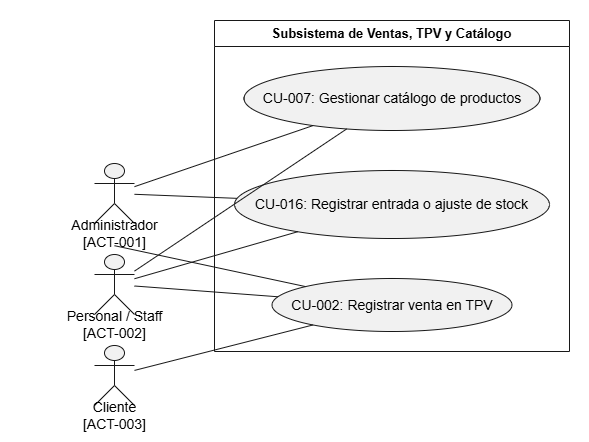 Subsistema de Ventas, TPV y Catálogo
CU-007: Gestionar catálogo de productos
CU-016: Registrar entrada o ajuste de stock
CU-002: Registrar venta en TPV
Administrador
[ACT-001]
Personal / Staff
[ACT-002]
Cliente
[ACT-003]